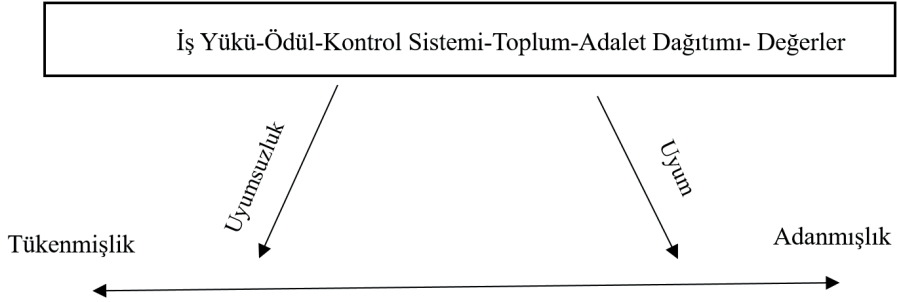 İş Yükü-Ödül-Kontrol Sistemi-Toplum-Adalet Dağıtımı- Değerler
Uyumsuzluk
Uyum
Tükenmişlik
Adanmışlık